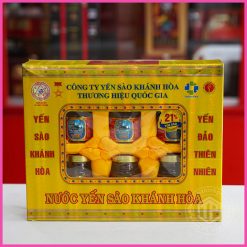 CÔNG TY YẾN SÀO KHÁNH HÒA
THƯƠNG HIỆU QUỐC GIA
YẾN
SÀO
KHÁNH
HÒA
21%
YẾN
ĐẢO
THIÊN
NHIÊN
NƯỚC YẾN SÀO KHÁNH HÒA